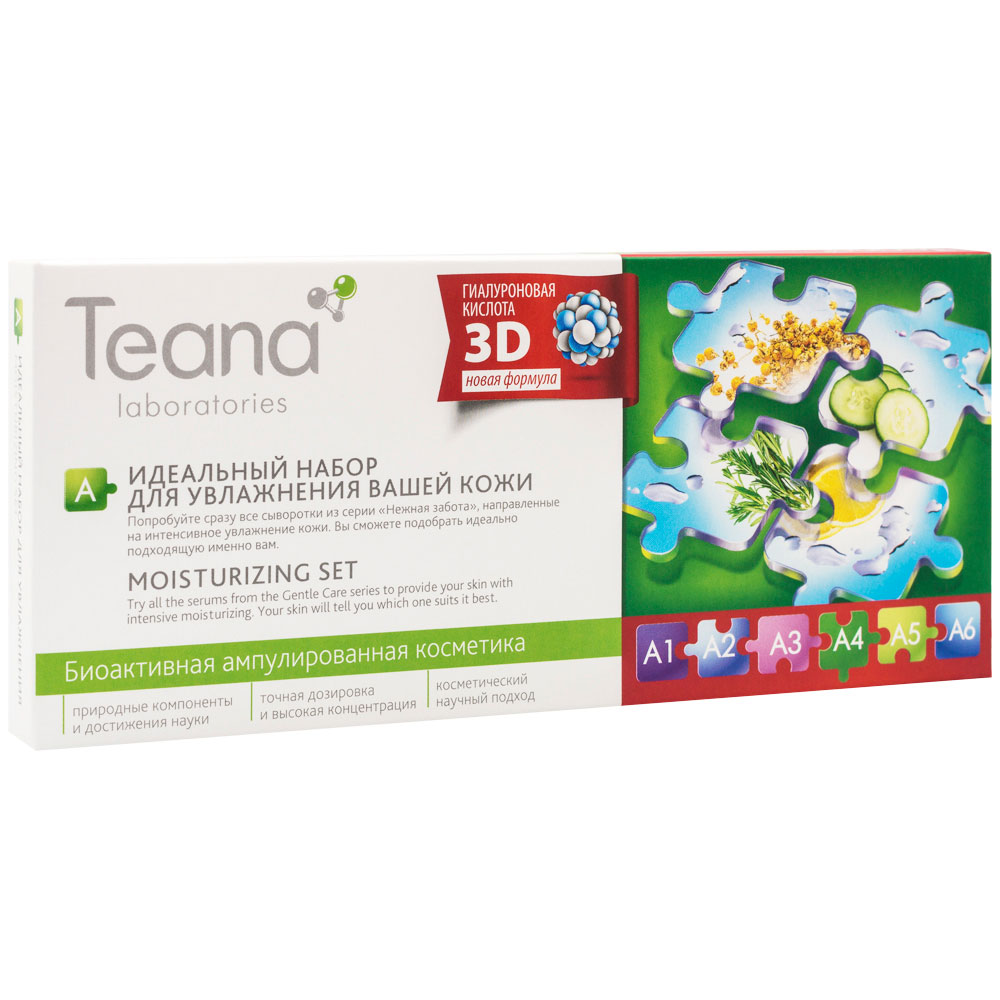 Teana
laboratories
ГИАЛУРОНОВАЯ
КИСЛОТА
3D
новая формула
A
ИДЕАЛЬНЫЙ НАБОР
ДЛЯ УВЛАЖНЕНИЯ ВАШЕЙ КОЖИ
Попробуйте сразу все сыворотки из серии «Нежная забота», направленные
на интенсивное увлажнение кожи. Вы сможете подобрать идеально
подходящую именно вам.
MOISTURIZING SET
Try all the serums from the Gentle Care series to provide your skin with
intensive moisturizing. Your skin will tell you which one suits it best.
Биоактивная ампулированная косметика
природные компоненты
и достижения науки
точная дозировка
и высокая концентрация
косметический
научный подход
A1 A2 A3 A4 A5 A6